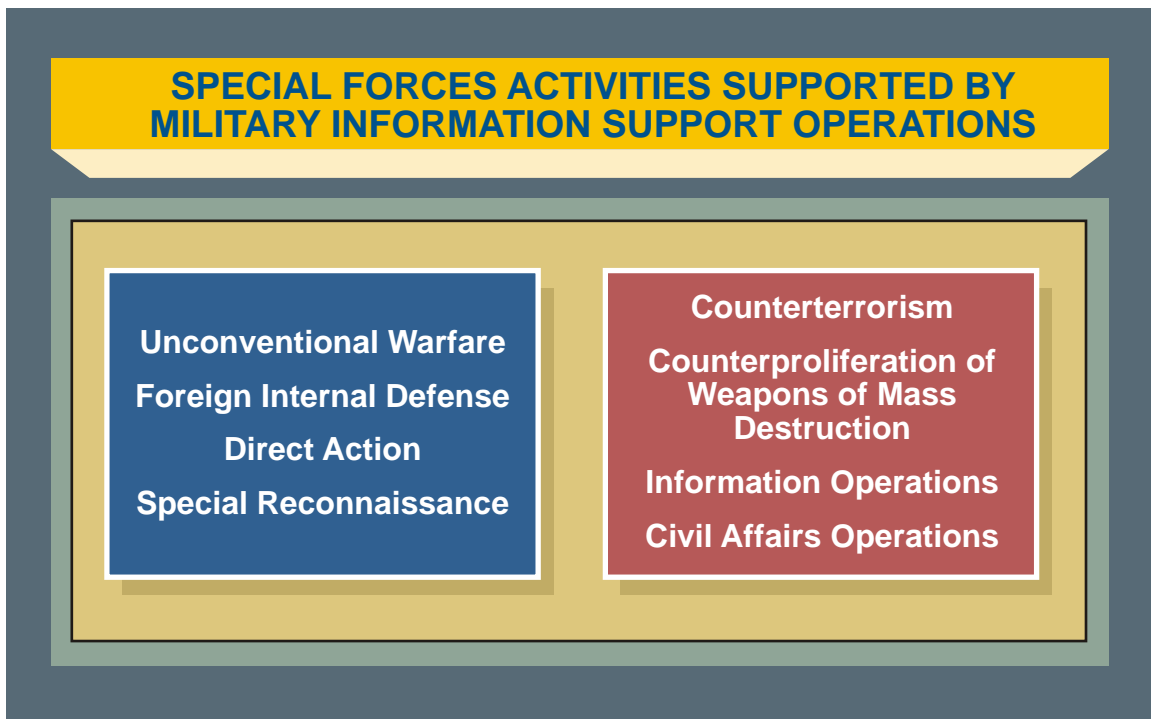 SPECIAL FORCES ACTIVITIES SUPPORTED BY
MILITARY INFORMATION SUPPORT OPERATIONS
Unconventional Warfare
Foreign Internal Defense
Direct Action
Special Reconnaissance
Counterterrorism
Counterproliferation of
Weapons of Mass
Destruction
Information Operations
Civil Affairs Operations